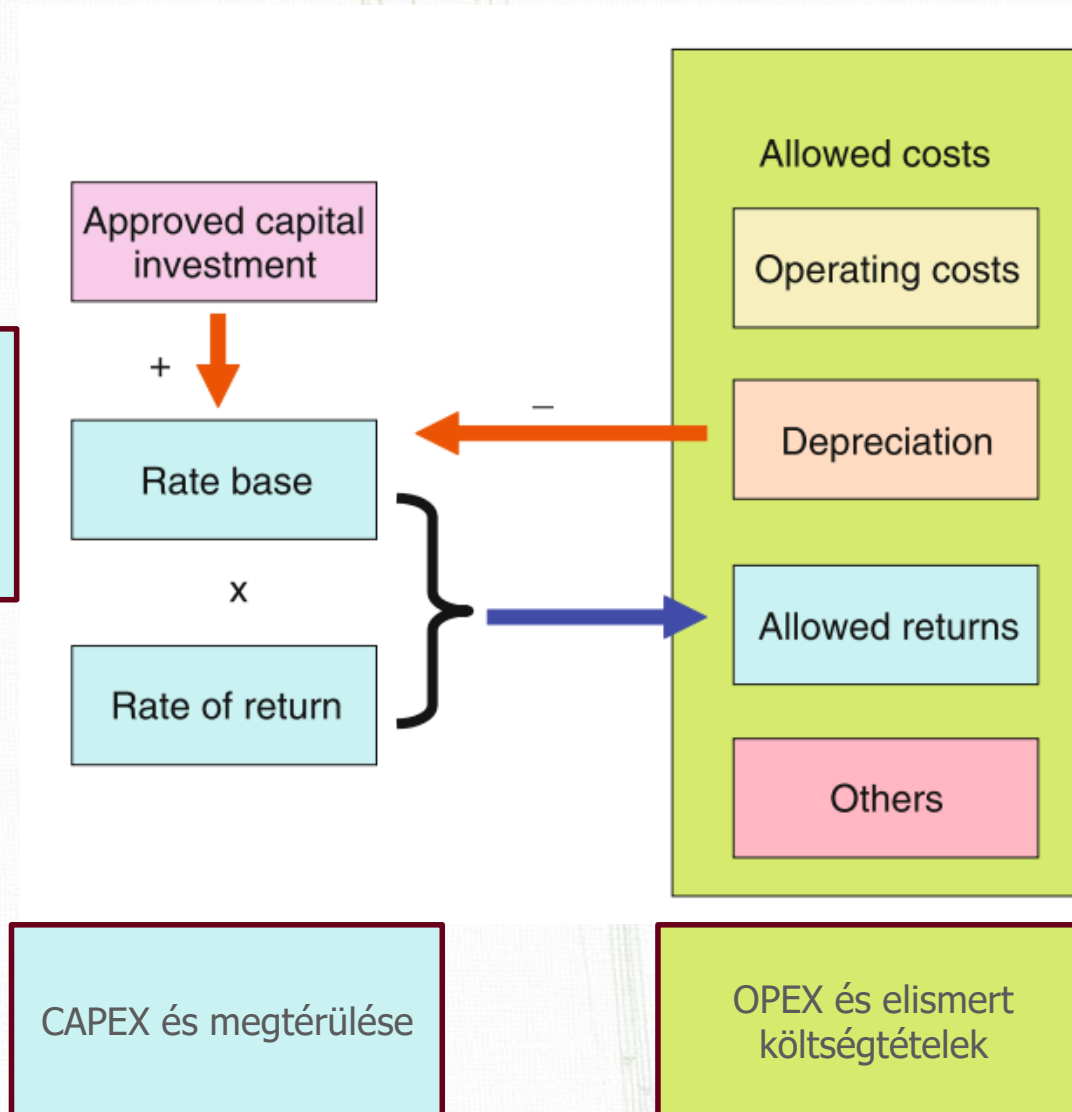 Approved capital
investment
+
Rate base
x
Rate of return
–
Allowed costs
Operating costs
Depreciation
Allowed returns
Others
CAPEX és megtérülése
OPEX és elismert
költségtételek